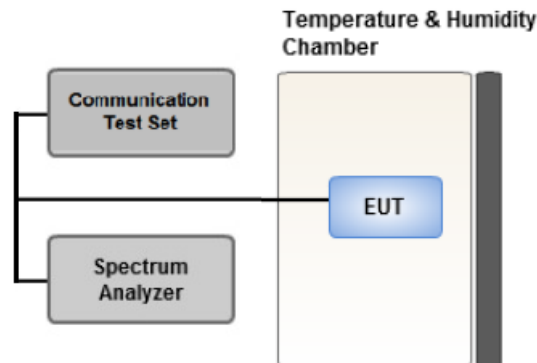 Temperature & Humidity
Chamber
Communication
Test Set
EUT
Spectrum
Analyzer